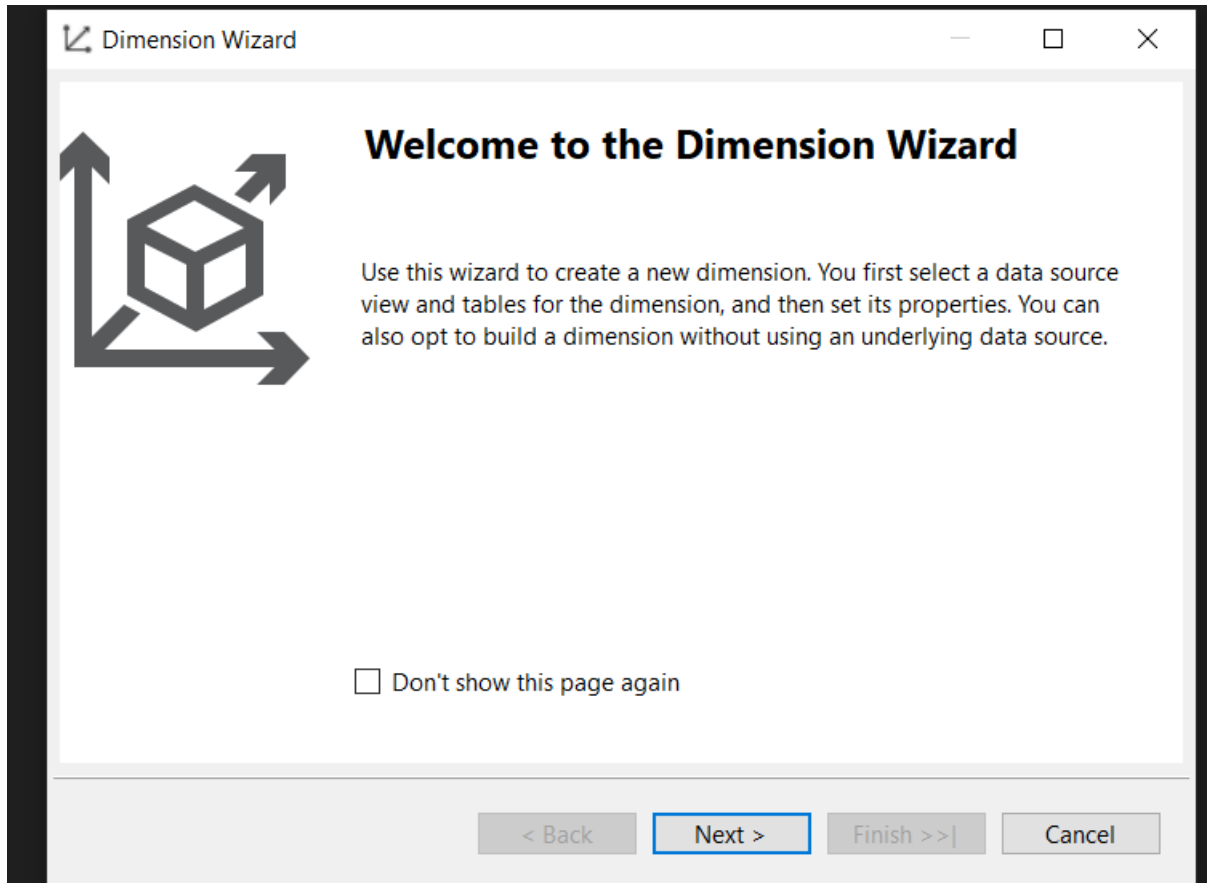 Dimension Wizard
Welcome to the Dimension Wizard
Use this wizard to create a new dimension. You first select a data source
view and tables for the dimension, and then set its properties. You can
also opt to build a dimension without using an underlying data source.
Don't show this page again
< Back
Next >
Finish >>|
Cancel